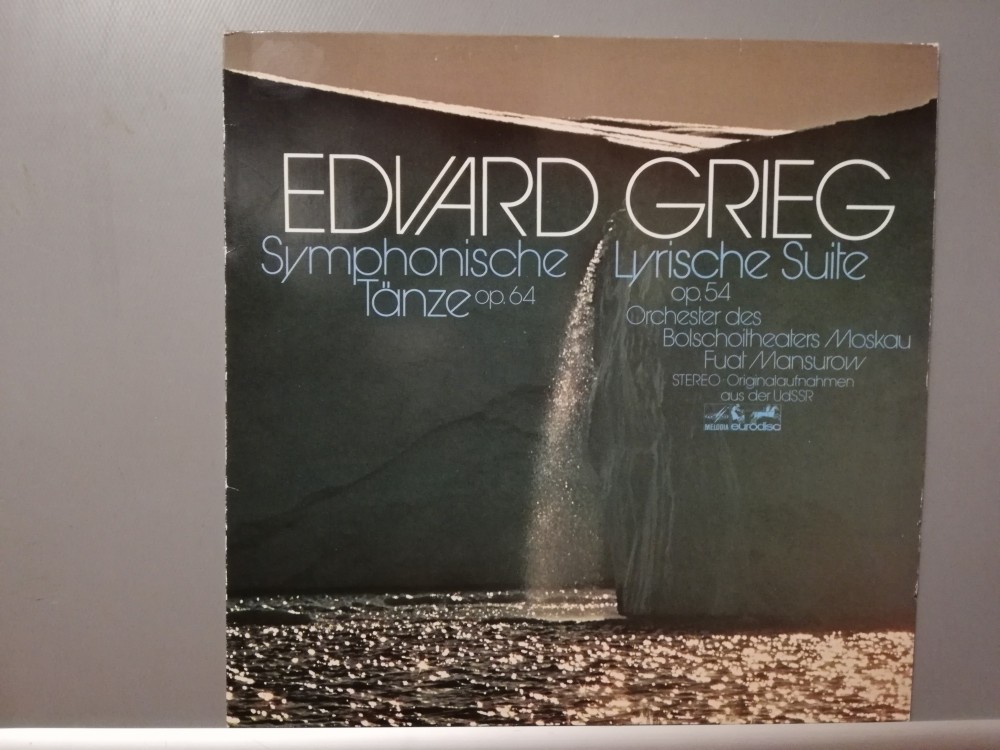 EDVARD GRIEG
Symphonische
Tänze op. 64
Lyrische Suite
op. 54
Orchester des
Bolschoitheaters Moskau
Fuat Mansurow
STEREO · Originalaufnahmen
aus der UdSSR
MELODIA eurodisc